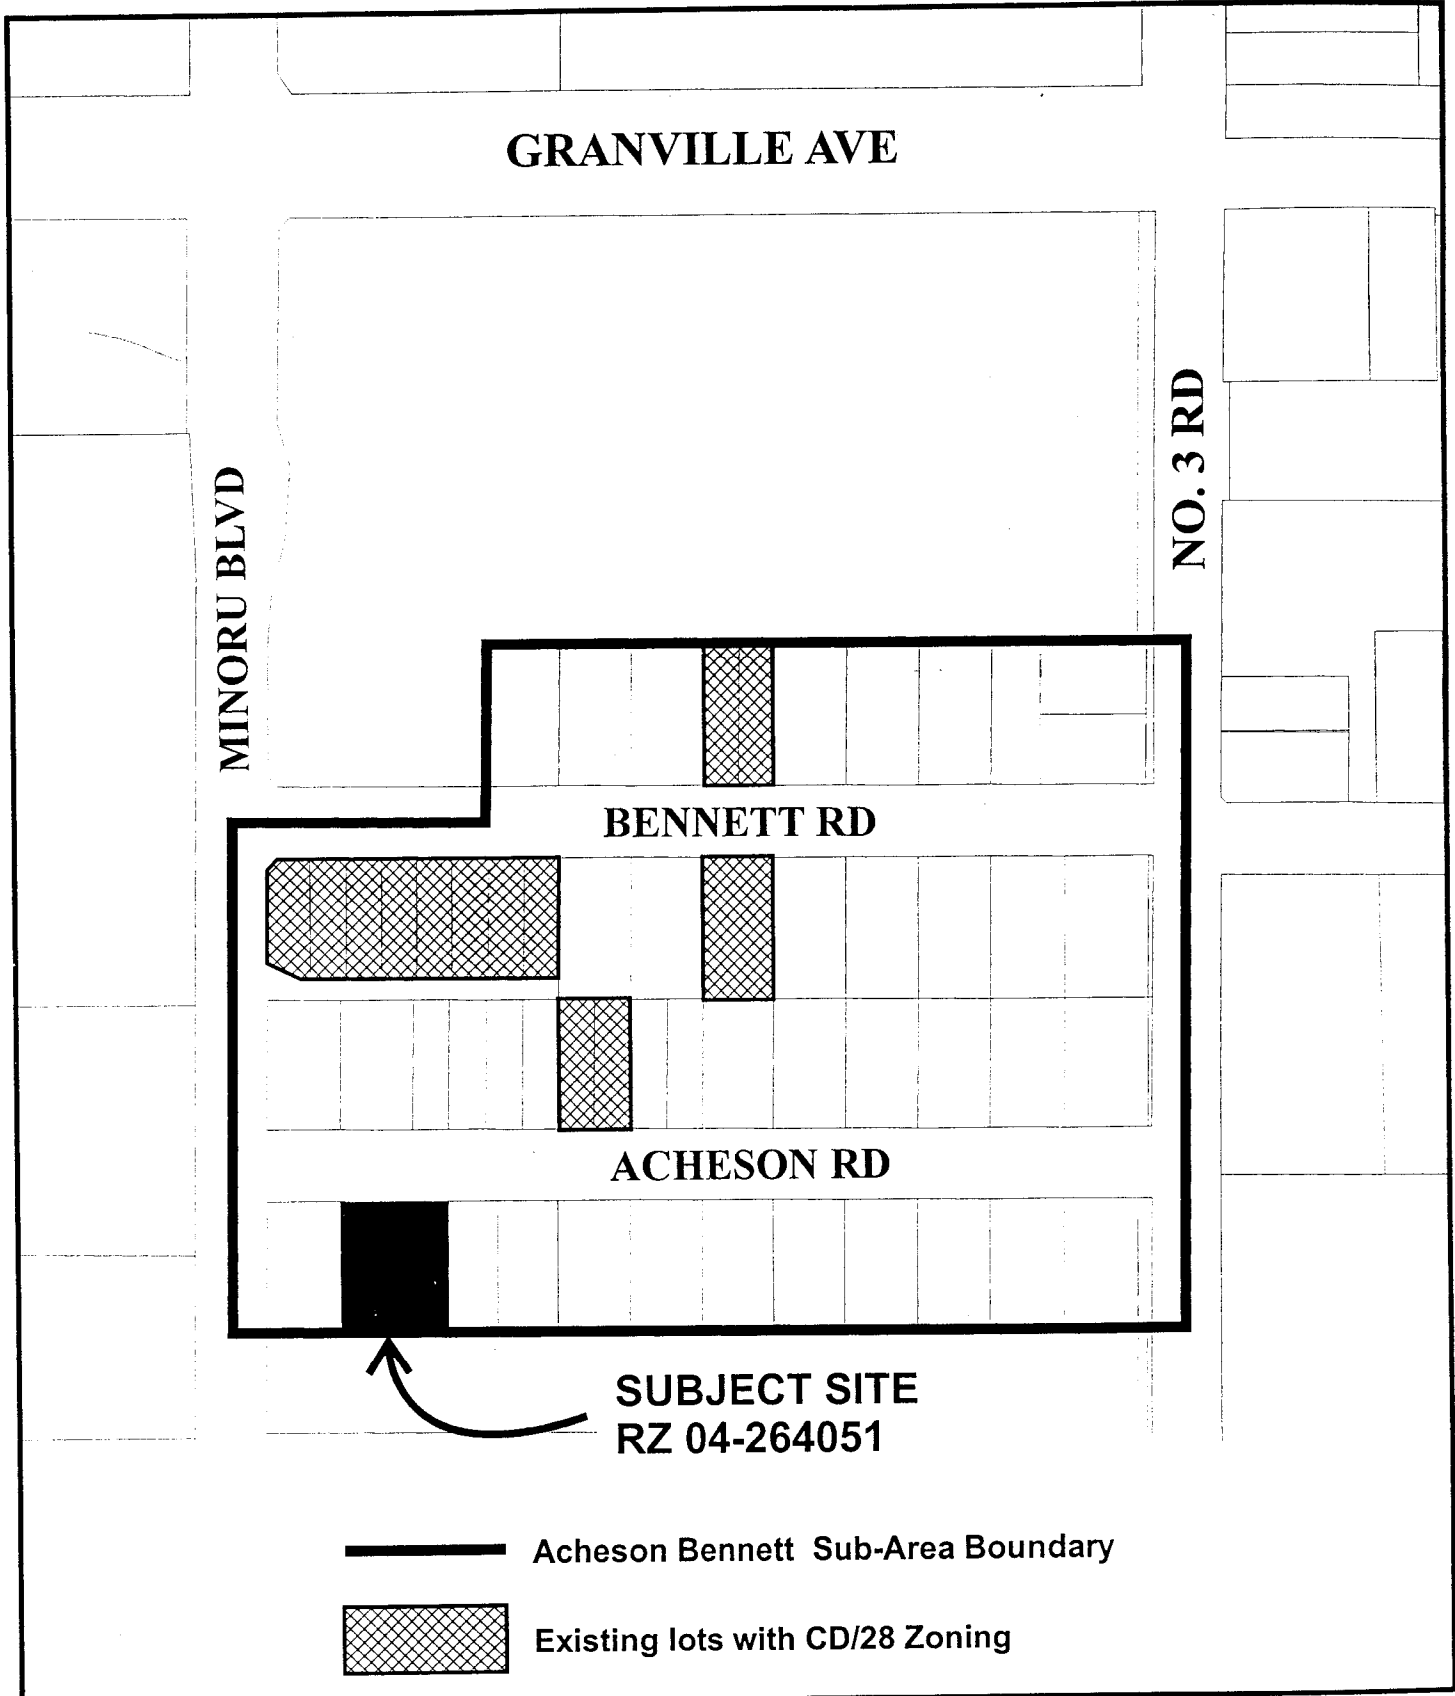 GRANVILLE AVE
NO. 3 RD
MINORU BLVD
BENNETT RD
ACHESON RD
SUBJECT SITE
RZ 04-264051
Acheson Bennett Sub-Area Boundary
Existing lots with CD/28 Zoning